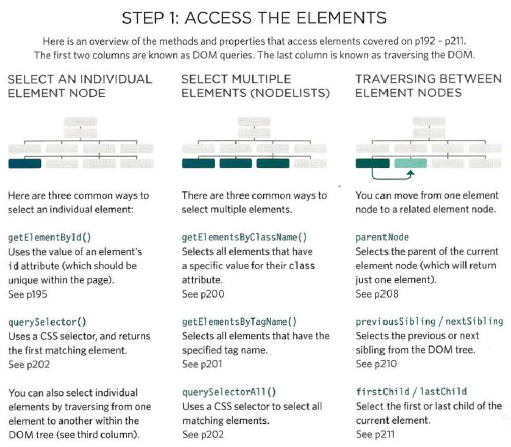 STEP 1: ACCESS THE ELEMENTS
Here is an overview of the methods and properties that access elements covered on p192 - p211.
The first two columns are known as DOM queries. The last column is known as traversing the DOM.
SELECT AN INDIVIDUAL
ELEMENT NODE
Here are three common ways to
select an individual element:
getElementById()
Uses the value of an element's
id attribute (which should be
unique within the page).
See p195
querySelector()
Uses a CSS selector, and returns
the first matching element.
See p202
You can also select individual
elements by traversing from one
element to another within the
DOM tree (see third column).
SELECT MULTIPLE
ELEMENTS (NODELISTS)
There are three common ways to
select multiple elements.
getElementsByClassName()
Selects all elements that have
a specific value for their class
attribute.
See p200
getElementsByTagName()
Selects all elements that have the
specified tag name.
See p201
querySelectorAll()
Uses a CSS selector to select all
matching elements.
See p202
TRAVERSING BETWEEN
ELEMENT NODES
You can move from one element
node to a related element node.
parentNode
Selects the parent of the current
element node (which will return
just one element).
See p208
previousSibling / nextSibling
Selects the previous or next
sibling from the DOM tree.
See p210
firstChild / lastChild
Select the first or last child of the
current element.
See p211